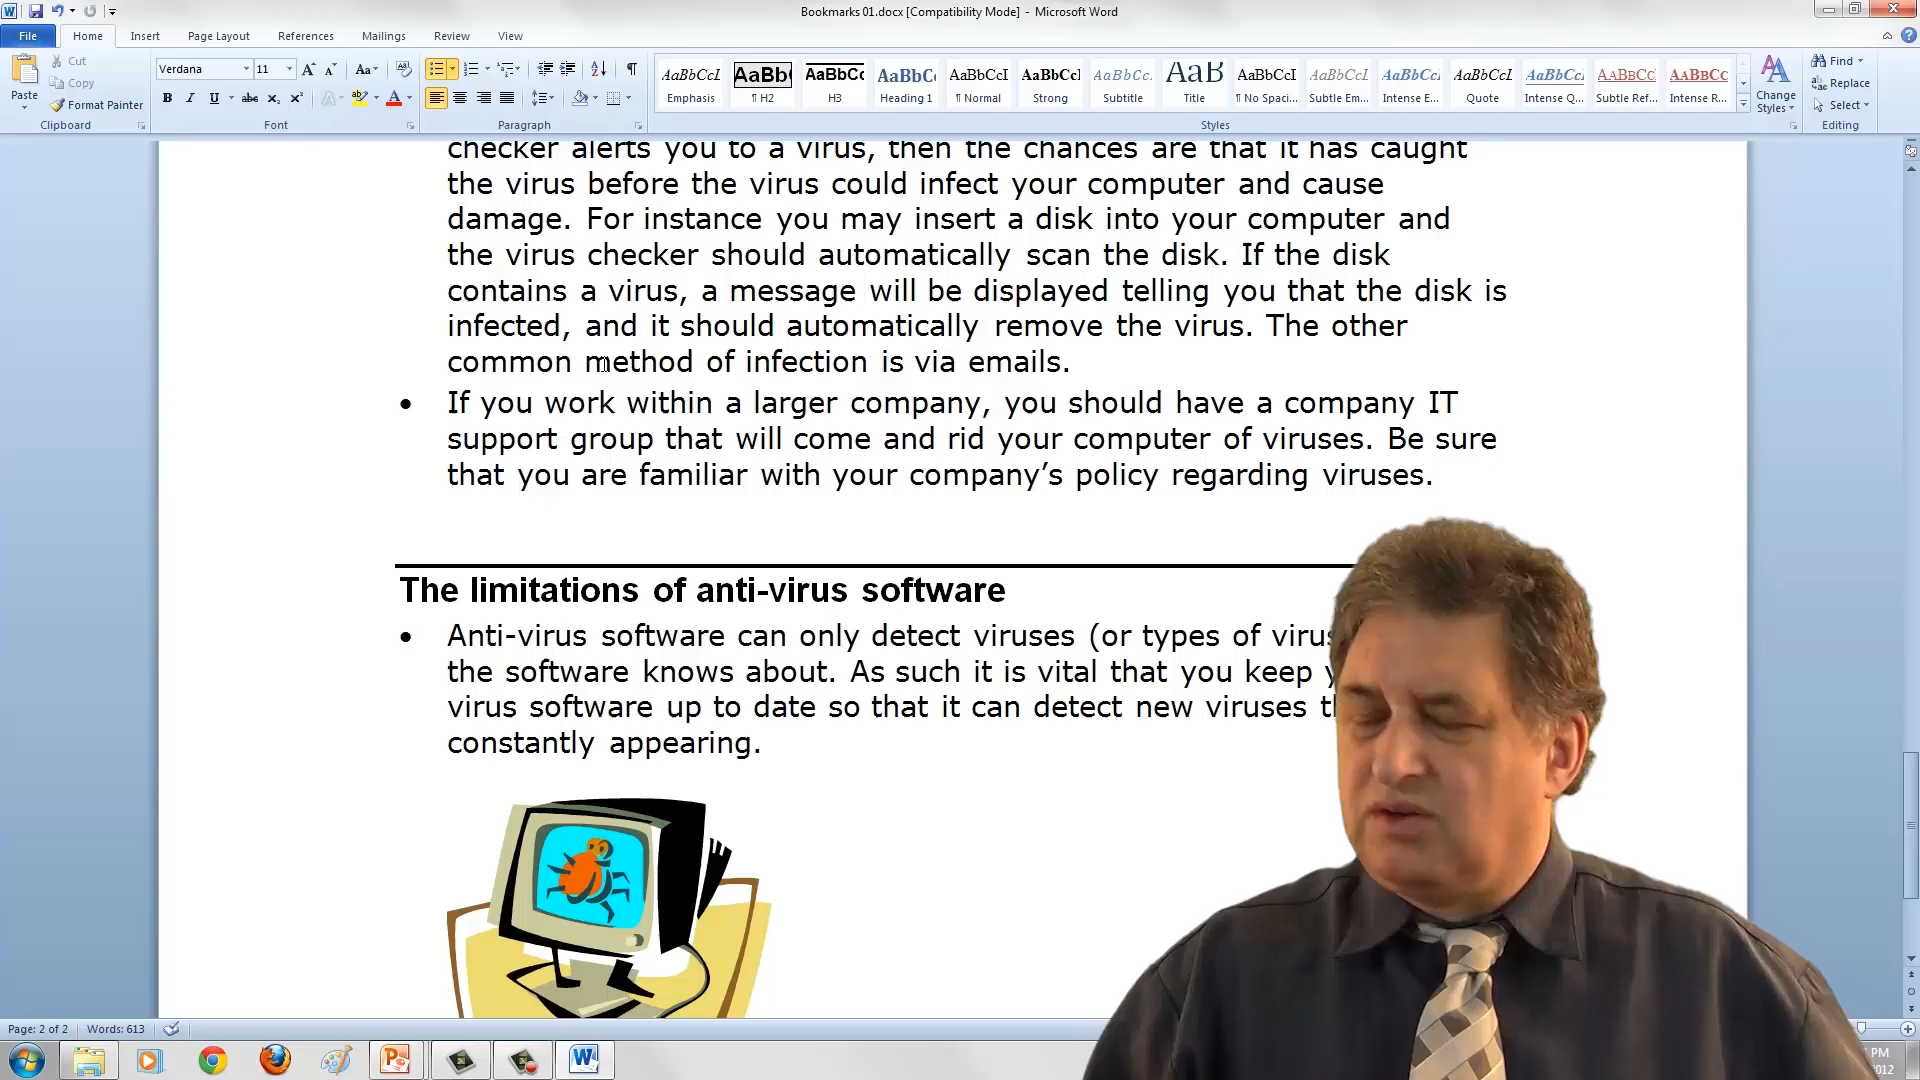 Bookmarks 01.docx [Compatibility Mode] - Microsoft Word
File Home Insert Page Layout References Mailings Review View
Paste
Cut
Copy
Format Painter
Clipboard
Verdana 11
Font
Paragraph
AaBbCcL AaBb( AaBbCc AaBbC AaBbCcI AaBbCcl AaBbCcL AaB AaBbCcI AaBbCcL AaBbCcL AaBbCcL AaBbCcL AaBbCc AaBbCc
Emphasis ¶ H2 H3 Heading 1 ¶ Normal Strong Subtitle Title ¶ No Spaci... Subtle Em... Intense E... Quote Intense Q... Subtle Ref... Intense R...
Styles
Change
Styles
Find
Replace
Select
Editing
checker alerts you to a virus, then the chances are that it has caught
the virus before the virus could infect your computer and cause
damage. For instance you may insert a disk into your computer and
the virus checker should automatically scan the disk. If the disk
contains a virus, a message will be displayed telling you that the disk is
infected, and it should automatically remove the virus. The other
common method of infection is via emails.
• If you work within a larger company, you should have a company IT
support group that will come and rid your computer of viruses. Be sure
that you are familiar with your company’s policy regarding viruses.
The limitations of anti-virus software
• Anti-virus software can only detect viruses (or types of virus
the software knows about. As such it is vital that you keep
virus software up to date so that it can detect new viruses
constantly appearing.
Page: 2 of 2 Words: 613
PM
2012